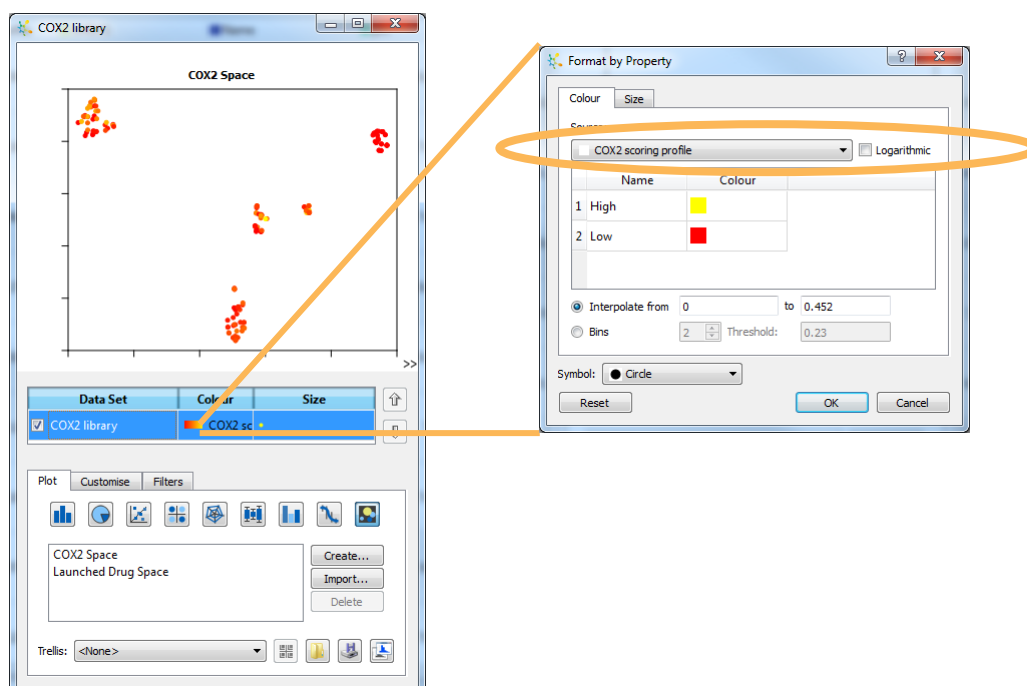 COX2 library
COX2 Space
>>
Data Set Colour Size
COX2 library COX2 sc
Plot Customise Filters
COX2 Space
Launched Drug Space
Create...
Import...
Delete
Trellis: <None>
Format by Property
Colour Size
COX2 scoring profile Logarithmic
Name Colour
1 High
2 Low
Interpolate from 0 to 0.452
Bins 2 Threshold: 0.23
Symbol: Circle
Reset OK Cancel